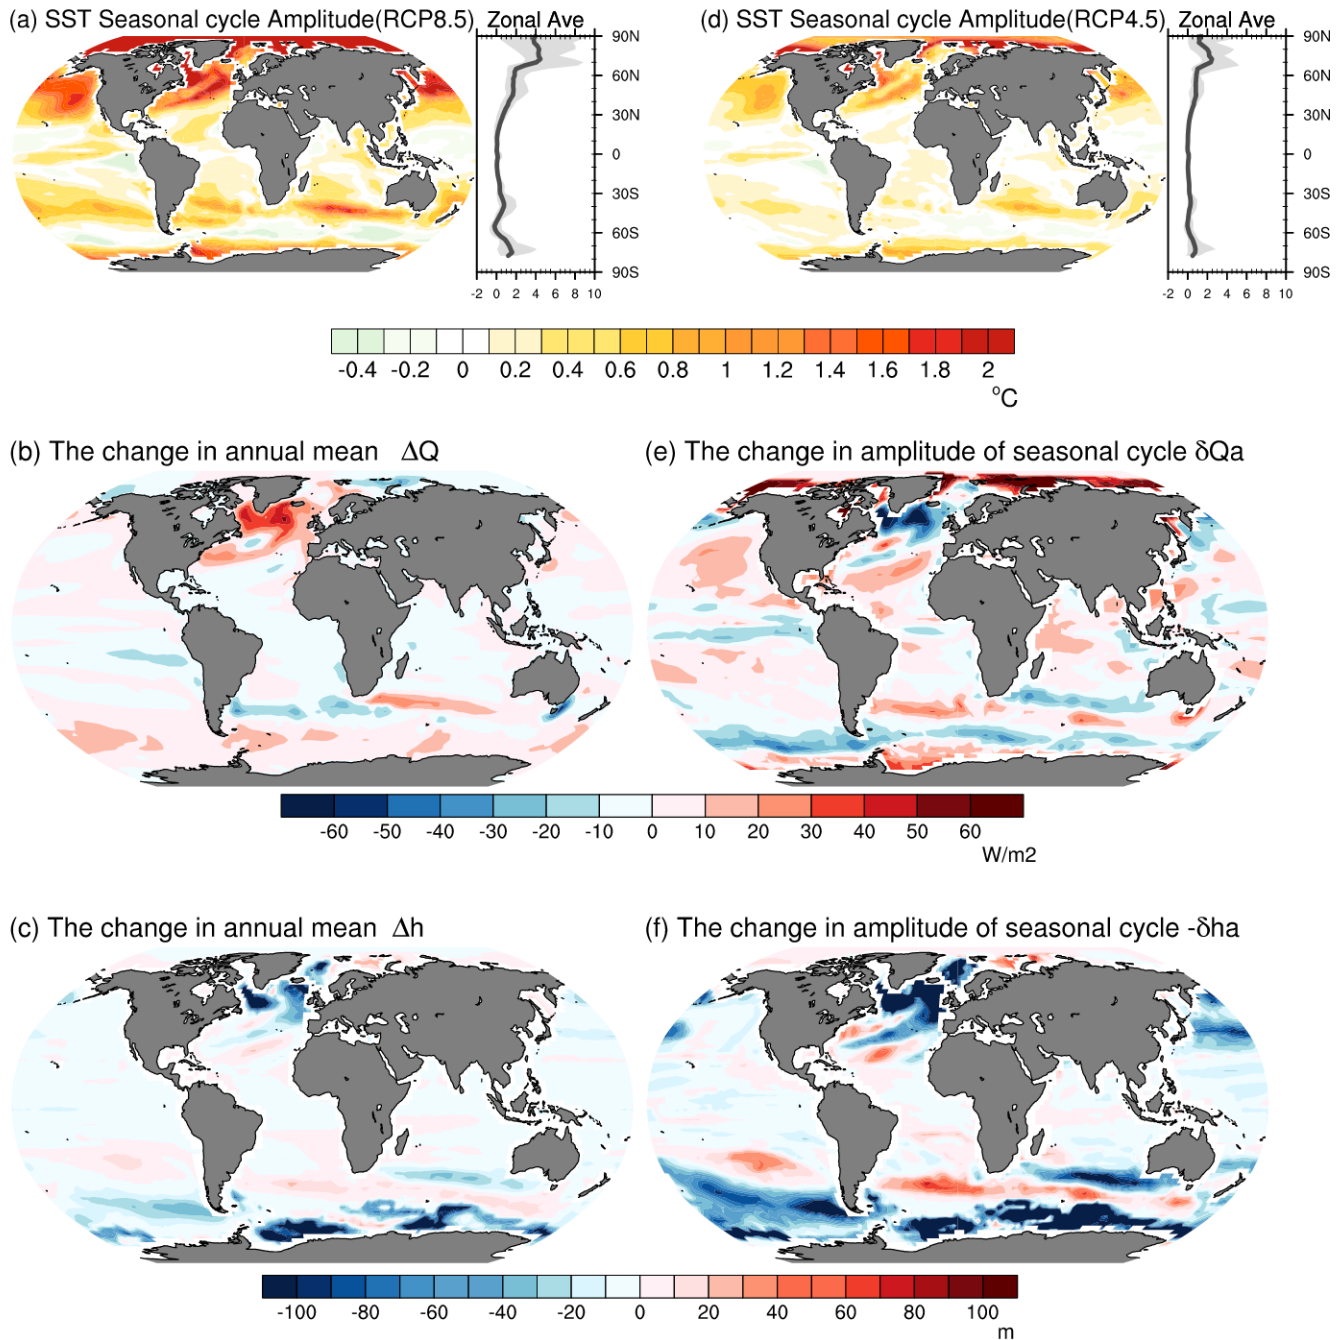 (a) SST Seasonal cycle Amplitude(RCP8.5) Zonal Ave
90N
60N
30N
0
30S
60S
90S
-2 0 2 4 6 8 10
(d) SST Seasonal cycle Amplitude(RCP4.5) Zonal Ave
90N
60N
30N
0
30S
60S
90S
-2 0 2 4 6 8 10
-0.4 -0.2 0 0.2 0.4 0.6 0.8 1 1.2 1.4 1.6 1.8 2
°C
(b) The change in annual mean ΔQ
(e) The change in amplitude of seasonal cycle δQa
-60 -50 -40 -30 -20 -10 0 10 20 30 40 50 60
W/m2
(c) The change in annual mean Δh
(f) The change in amplitude of seasonal cycle -δha
-100 -80 -60 -40 -20 0 20 40 60 80 100
m